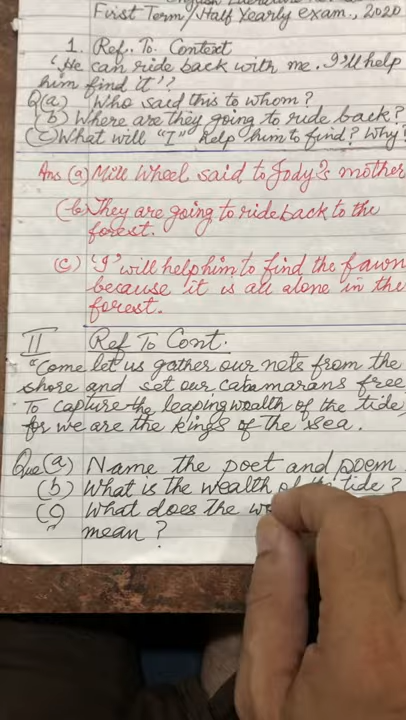 First Term/Half Yearly exam., 2020
1. Ref. To. Context
"He can ride back with me. I'll help
him find it"?
Q(a) Who said this to whom?
(b) Where are they going to ride back?
(c) What will "I" help him to find? Why?
Ans (a) Mill Wheel said to Jody's mother
(b) They are going to ride back to the
forest.
(c) 'I' will help him to find the fawn
because it is all alone in the
forest.
II Ref To Cont.
"Come let us gather our nets from the
shore and set our catamarans free
To capture the leaping wealth of the tide,
for we are the kings of the sea.
Que (a) Name the poet and poem
(b) What is the wealth of the tide?
(c) What does the
mean?